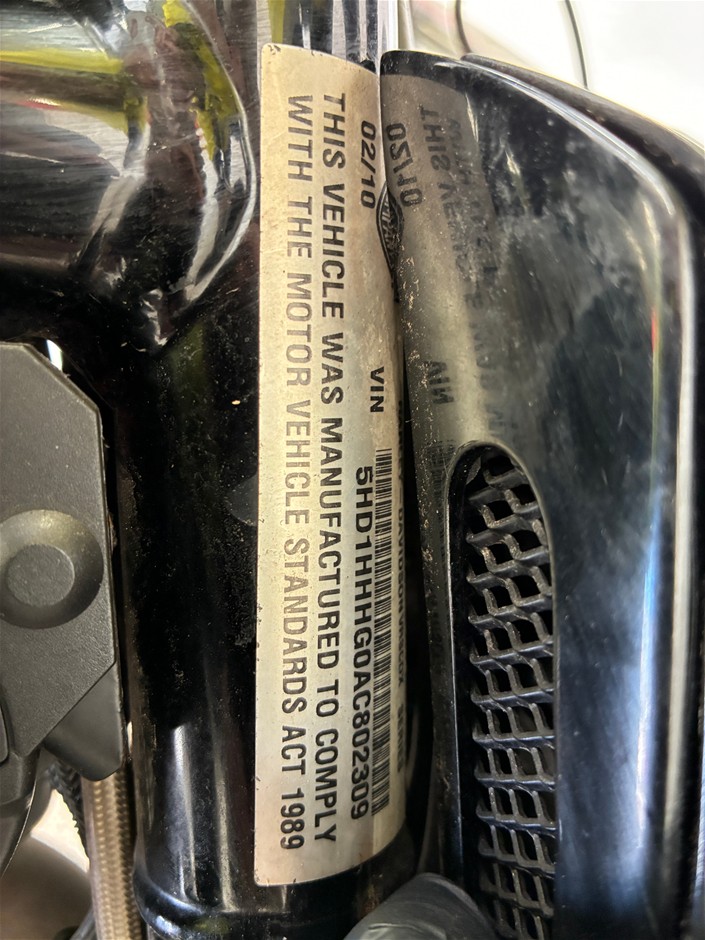 02/10
VIN
5HD1HHHG0AC802309
THIS VEHICLE WAS MANUFACTURED TO COMPLY
WITH THE MOTOR VEHICLE STANDARDS ACT 1989